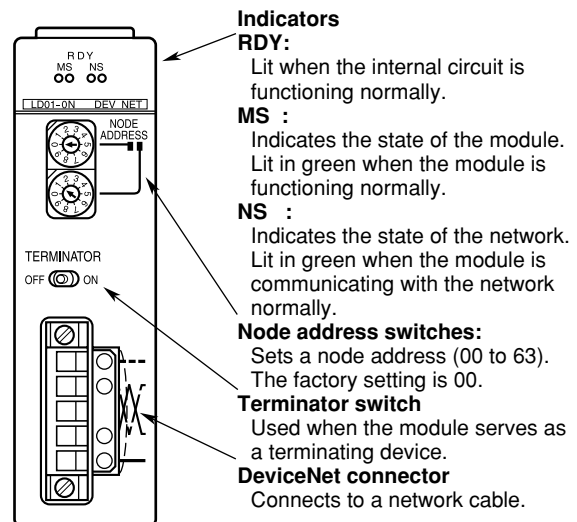 RDY
MS NS
LD01-0N DEV NET
NODE
ADDRESS
TERMINATOR
OFF ON
Indicators
RDY:
Lit when the internal circuit is
functioning normally.
MS :
Indicates the state of the module.
Lit in green when the module is
functioning normally.
NS :
Indicates the state of the network.
Lit in green when the module is
communicating with the network
normally.
Node address switches:
Sets a node address (00 to 63).
The factory setting is 00.
Terminator switch
Used when the module serves as
a terminating device.
DeviceNet connector
Connects to a network cable.